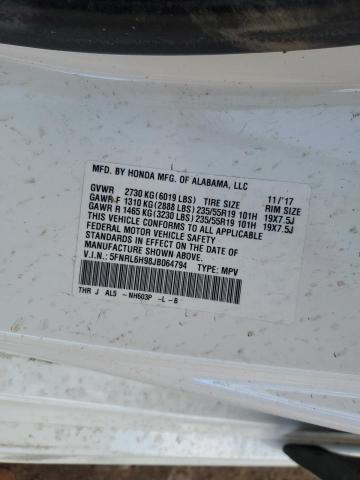 MFD. BY HONDA MFG. OF ALABAMA, LLC
11/'17
GVWR 2730 KG(6019 LBS) TIRE SIZE RIM SIZE
GAWR F 1310 KG(2888 LBS)235/55R19 101H 19X7.5J
GAWR R 1465 KG(3230 LBS)235/55R19 101H 19X7.5J
THIS VEHICLE CONFORMS TO ALL APPLICABLE
FEDERAL MOTOR VEHICLE SAFETY
STANDARDS IN EFFECT ON THE DATE OF
MANUFACTURE SHOWN ABOVE.
V.I.N.: 5FNRL6H98JB064794 TYPE: MPV
THR J AL5 -NH603P -L-B